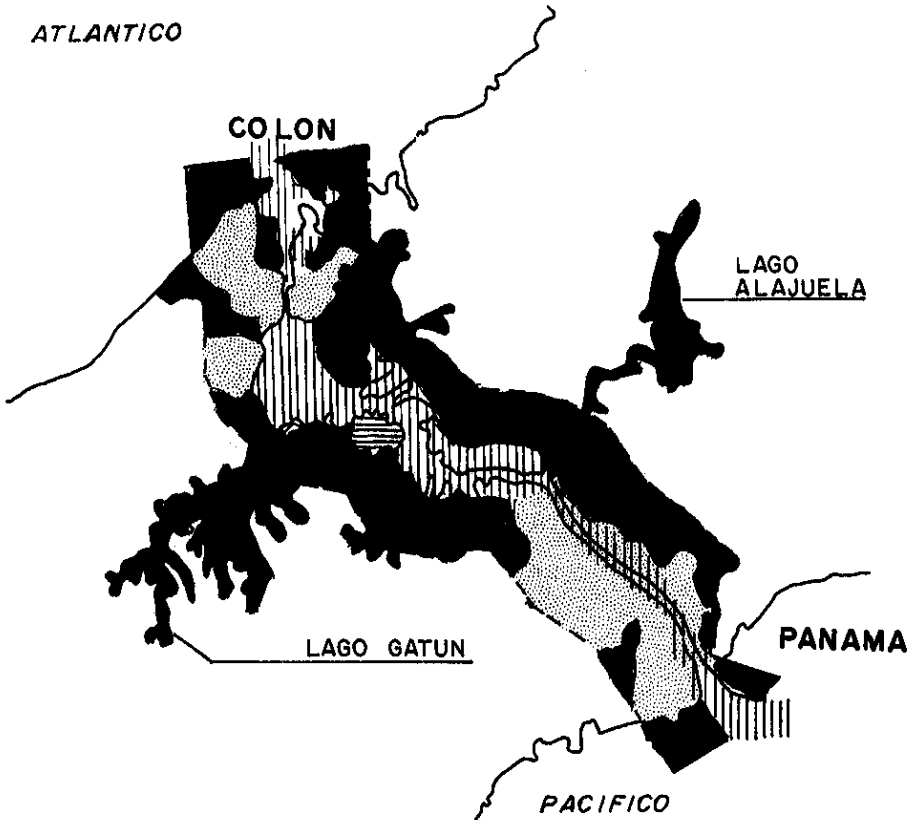 ATLANTICO
COLON
LAGO
ALAJUELA
PANAMA
LAGO GATUN
PACIFICO